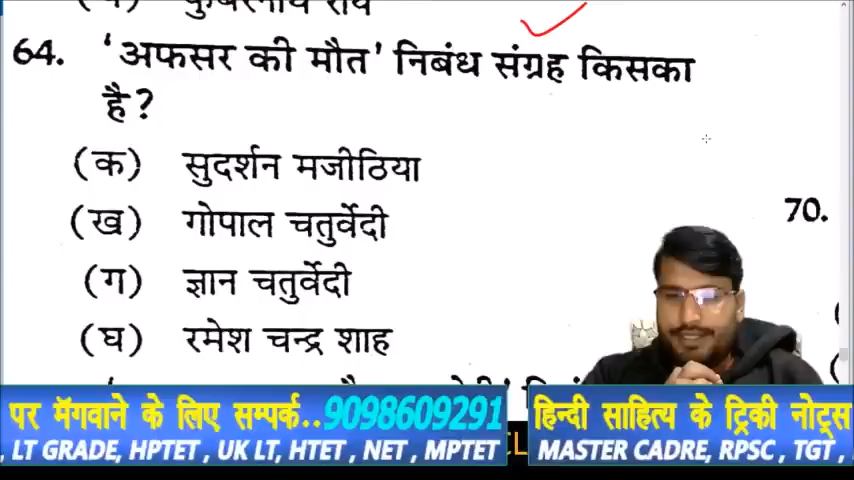 कुबेरनाथ राय
64. 'अफसर की मौत' निबंध संग्रह किसका
है?
(क) सुदर्शन मजीठिया
(ख) गोपाल चतुर्वेदी
(ग) ज्ञान चतुर्वेदी
(घ) रमेश चन्द्र शाह
70.
पर मॅगवाने के लिए सम्पर्क..9098609291
हिन्दी साहित्य के ट्रिकी नोट्स
, LT GRADE, HPTET , UK LT, HTET , NET , MPTET
MASTER CADRE, RPSC , TGT ,